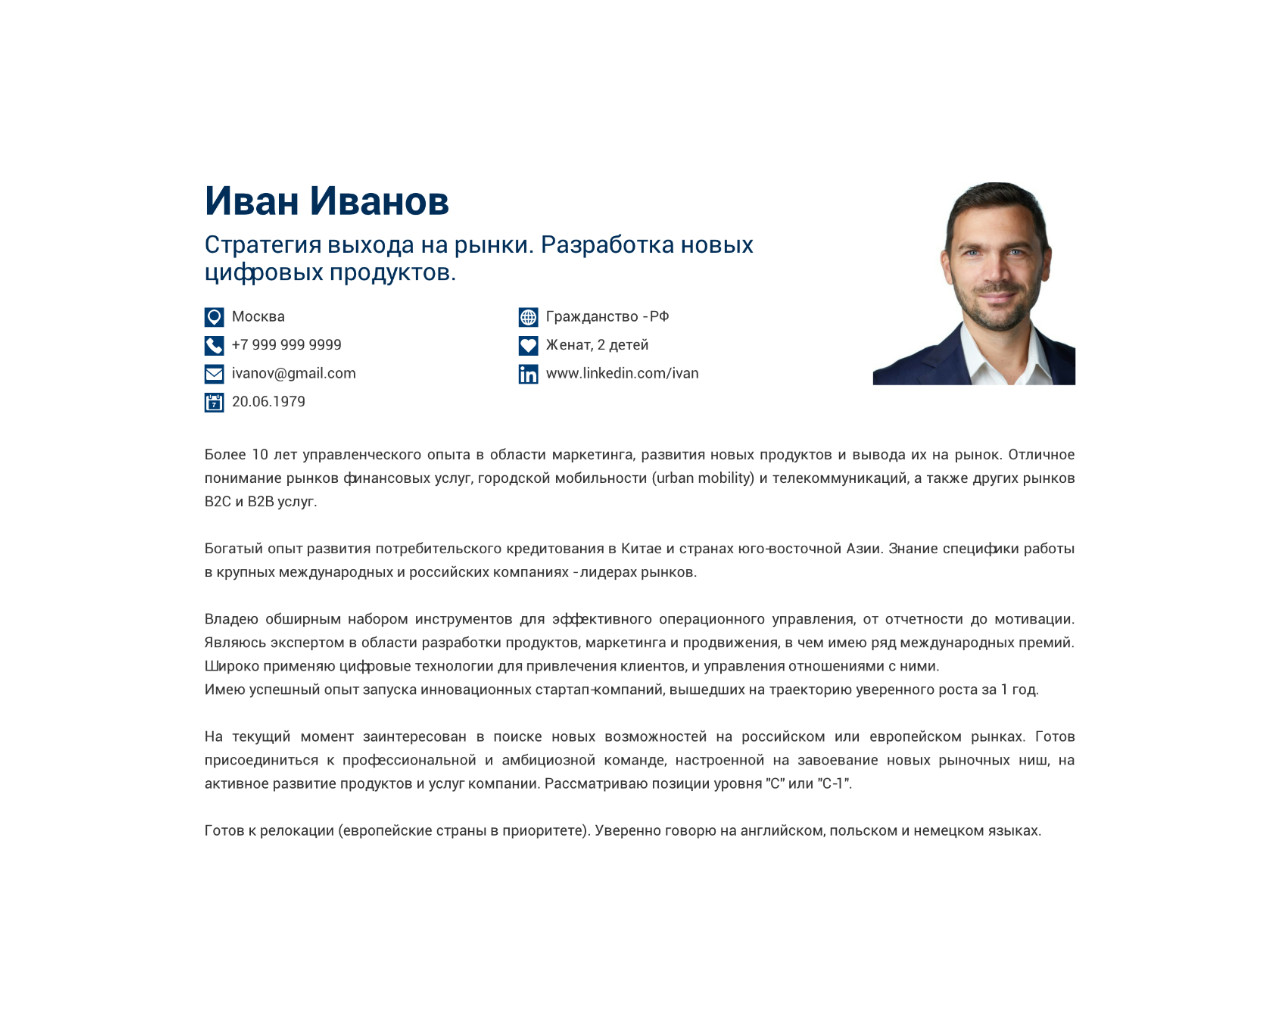 Иван Иванов
Стратегия выхода на рынки. Разработка новых
цифровых продуктов.
Москва
+7 999 999 9999
ivanov@gmail.com
20.06.1979
Гражданство - РФ
Женат, 2 детей
www.linkedin.com/ivan
Более 10 лет управленческого опыта в области маркетинга, развития новых продуктов и вывода их на рынок. Отличное
понимание рынков финансовых услуг, городской мобильности (urban mobility) и телекоммуникаций, а также других рынков
B2C и B2B услуг.
Богатый опыт развития потребительского кредитования в Китае и странах юго-восточной Азии. Знание специфики работы
в крупных международных и российских компаниях - лидерах рынков.
Владею обширным набором инструментов для эффективного операционного управления, от отчетности до мотивации.
Являюсь экспертом в области разработки продуктов, маркетинга и продвижения, в чем имею ряд международных премий.
Широко применяю цифровые технологии для привлечения клиентов, и управления отношениями с ними.
Имею успешный опыт запуска инновационных стартап-компаний, вышедших на траекторию уверенного роста за 1 год.
На текущий момент заинтересован в поиске новых возможностей на российском или европейском рынках. Готов
присоединиться к профессиональной и амбициозной команде, настроенной на завоевание новых рыночных ниш, на
активное развитие продуктов и услуг компании. Рассматриваю позиции уровня "С" или "С-1".
Готов к релокации (европейские страны в приоритете). Уверенно говорю на английском, польском и немецком языках.